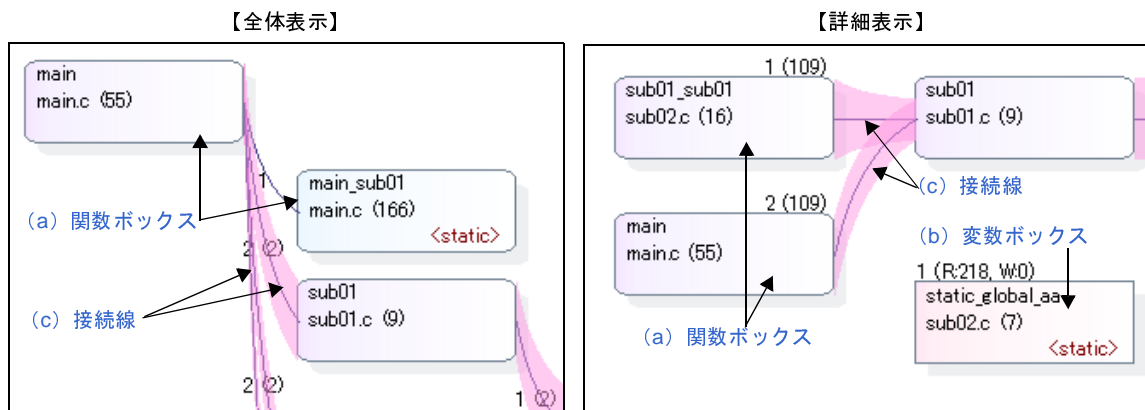 【全体表示】
main
main.c (55)
1
main_sub01
main.c (166)
<static>
(a) 関数ボックス
2 (2)
sub01
sub01.c (9)
(c) 接続線
2 (2)
1 (2)
【詳細表示】
1 (109)
sub01_sub01
sub02.c (16)
sub01
sub01.c (9)
(c) 接続線
2 (109)
main
main.c (55)
(b) 変数ボックス
1 (R:218, W:0)
static_global_aa
sub02.c (7)
<static>
(a) 関数ボックス